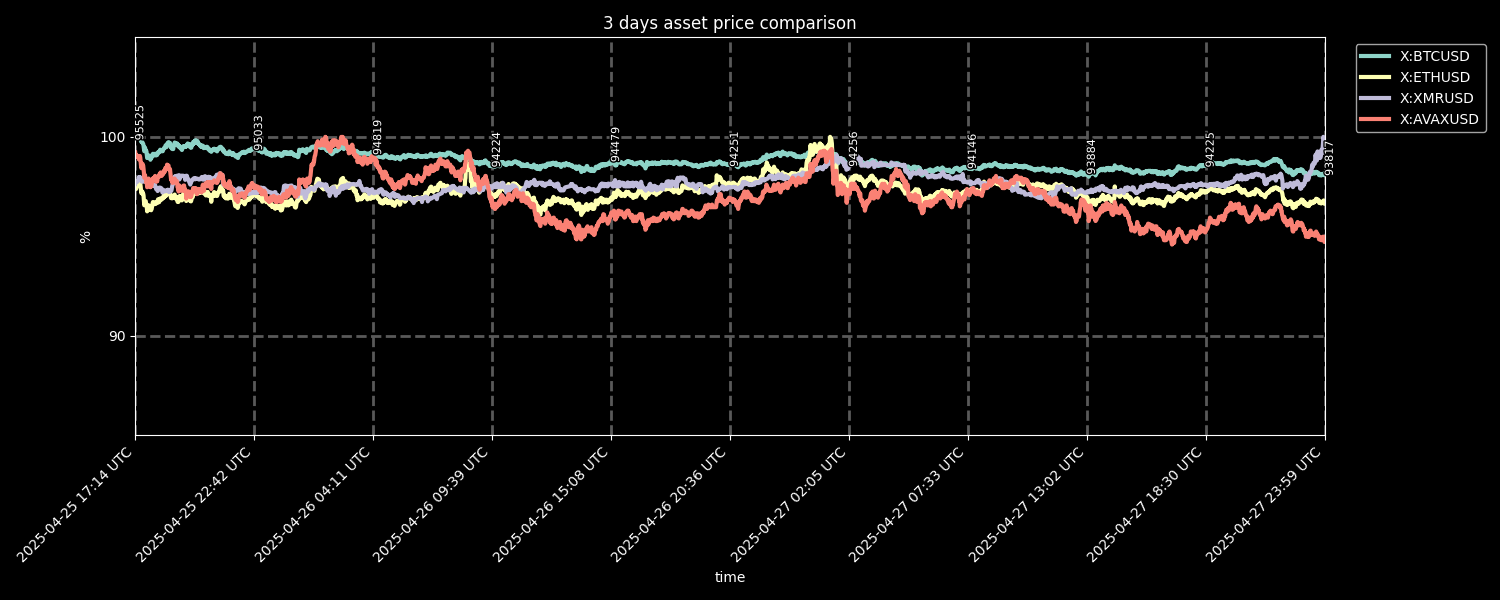 3 days asset price comparison
X:BTCUSD
X:ETHUSD
X:XMRUSD
X:AVAXUSD
100
90
%
95525
95033
94819
94224
94479
94251
94256
94146
93884
94225
93817
2025-04-25 17:14 UTC
2025-04-25 22:42 UTC
2025-04-26 04:11 UTC
2025-04-26 09:39 UTC
2025-04-26 15:08 UTC
2025-04-26 20:36 UTC
2025-04-27 02:05 UTC
2025-04-27 07:33 UTC
2025-04-27 13:02 UTC
2025-04-27 18:30 UTC
2025-04-27 23:59 UTC
time